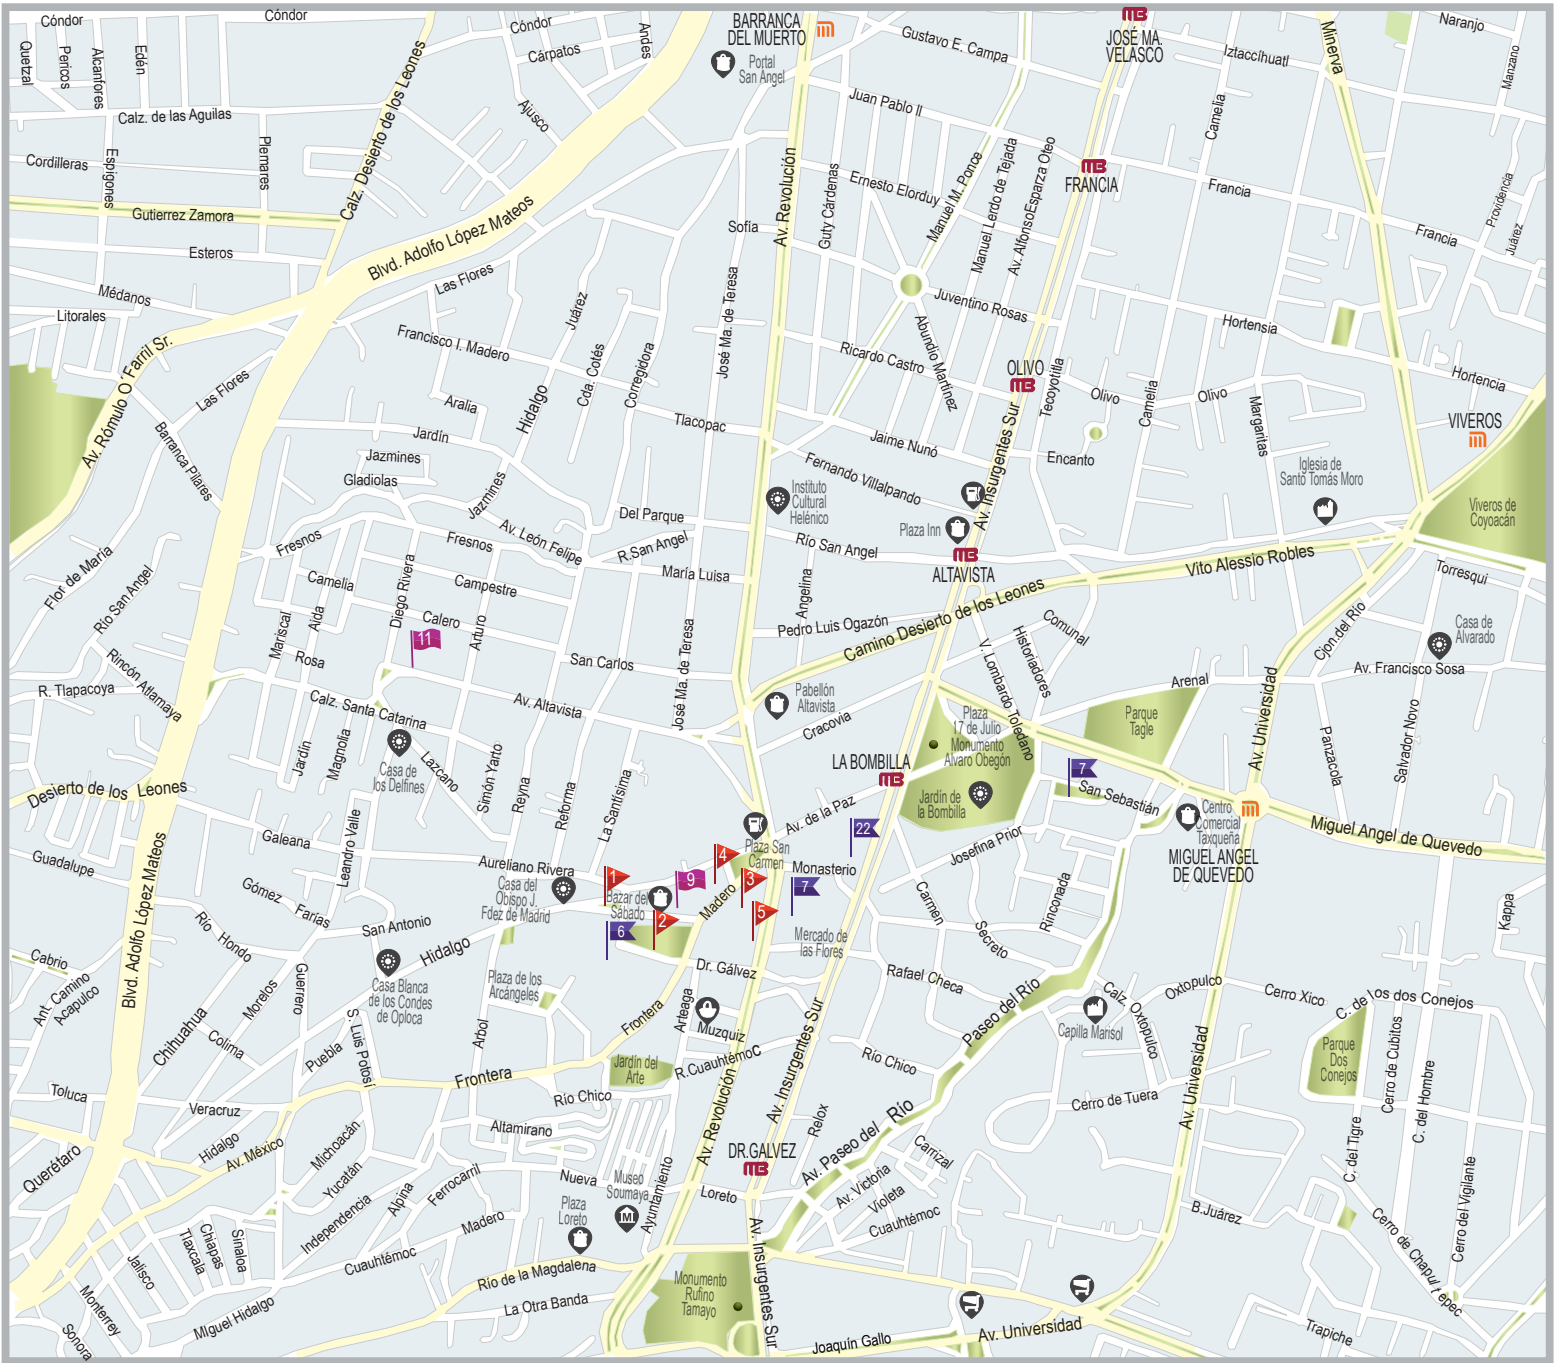 Cóndor
Cóndor
Cóndor
Cárpatos
Andes
BARRANCA
DEL MUERTO
JOSÉ MA.
VELASCO
Naranjo
Quetzal
Pericos
Alcanfores
Edén
Portal
San Angel
Gustavo E. Campa
Iztaccíhuatl
Minerva
Manzano
Calz. de las Aguilas
Ajusco
Juan Pablo II
Camelia
Calz. Desierto de los Leones
Cordilleras
Espigones
Plemares
Av. Revolución
Guty Cárdenas
Ernesto Elorduy
Manuel M. Ponce
Manuel Lerdo de Tejada
Av. AlfonsoEsparza Oteo
FRANCIA
Francia
Providencia
Juárez
Francia
Gutierrez Zamora
Blvd. Adolfo López Mateos
Sofía
Esteros
Las Flores
José Ma. de Teresa
Médanos
Litorales
Juárez
Juventino Rosas
Hortensia
Av. Rómulo O´Farril Sr.
Francisco I. Madero
Cda. Cotés
Corregidora
Ricardo Castro
Abundio Martínez
OLIVO
Tecoyotitla
Olivo
Camelia
Olivo
Margaritas
Hortencia
Las Flores
Aralia
Hidalgo
Tlacopac
Jaime Nunó
Av. Insurgentes Sur
Encanto
VIVEROS
Barranca Pilares
Jardín
Jazmines
Gladiolas
Jazmines
Fernando Villalpando
Iglesia de
Santo Tomás Moro
Instituto
Cultural
Helénico
Plaza Inn
Viveros de
Coyoacán
Fresnos
Fresnos
Av. León Felipe
Del Parque
R.San Angel
Río San Angel
ALTAVISTA
Vito Alessio Robles
Flor de María
Río San Angel
Camelia
Diego Rivera
Campestre
María Luisa
Angelina
Camino Desierto de los Leones
Torresqui
Mariscal
Aida
Calero
Arturo
11
Pedro Luis Ogazón
V. Lombardo Toledano
Historiadores
Comunal
Cjon.del Río
Casa de
Alvarado
Av. Francisco Sosa
Rincón Atlamaya
R. Tlapacoya
Rosa
San Carlos
José Ma. de Teresa
Arenal
Calz. Santa Catarina
Av. Altavista
Pabellón
Altavista
Cracovia
Plaza
17 de Julio
Monumento
Alvaro Obegón
Parque
Tagle
Av. Universidad
Panzacola
Salvador Novo
Jardín
Magnolia
Casa de
los Delfines
Lazcano
Simón Yarto
Reyna
Reforma
La Santísima
LA BOMBILLA
Jardín de
la Bombilla
7
San Sebastián
Desierto de los Leones
Av. de la Paz
Centro
Comercial
Taxqueña
Miguel Angel de Quevedo
Blvd. Adolfo López Mateos
Guadalupe
Galeana
Leandro Valle
Aureliano Rivera
Plaza San
Carmen
22
Josefina Prior
MIGUEL ANGEL
DE QUEVEDO
4
1
9
3
7
Monasterio
Casa del
Obispo J.
Fdez de Madrid
Bazar del
Sábado
2
Madero
5
6
Carmen
Secreto
Rinconada
Kappa
Gómez
Farías
San Antonio
Río
Hondo
Hidalgo
Mercado de
las Flores
Cabrio
Ant. Camino
Acapulco
Guerrero
Morelos
Casa Blanca
de los Condes
de Oploca
Plaza de los
Arcángeles
Dr. Gálvez
Rafael Checa
Paseo del Río
Calz. Oxtopulco
Oxtopulco
Cerro Xico
C. de Los dos Conejos
Capilla Marisol
Chihuahua
Colima
S. Luis Potosí
Puebla
Arbol
Frontera
Arteaga
Muzquiz
Av. Insurgentes Sur
Parque
Dos
Conejos
Cerro de Cubitos
C. del Hombre
Toluca
Veracruz
Frontera
Jardín del
Arte
R.Cuauhtémoc
Río Chico
Río Chico
Cerro de Tuera
Av. Universidad
Hidalgo
Av. México
Michoacán
Altamirano
Av. Revolución
Relox
Av. Paseo del Río
C. del Tigre
Querétaro
Yucatán
Alpina
Ferrocarril
Nueva
Museo
Soumaya
Ayuntamiento
DR.GALVEZ
Loreto
Av. Victoria
Violeta
Carrizal
Cuauhtémoc
B.Juárez
Cerro del Vigilante
Tlaxcala
Chiapas
Sinaloa
Independencia
Madero
Plaza
Loreto
Cuauhtémoc
Av. Insurgentes Sur
Cerro de Chapultepec
Jalisco
Monterrey
Río de la Magdalena
Monumento
Rufino
Tamayo
MIguel Hidalgo
La Otra Banda
Sonora
Joaquín Gallo
Av. Universidad
Trapiche